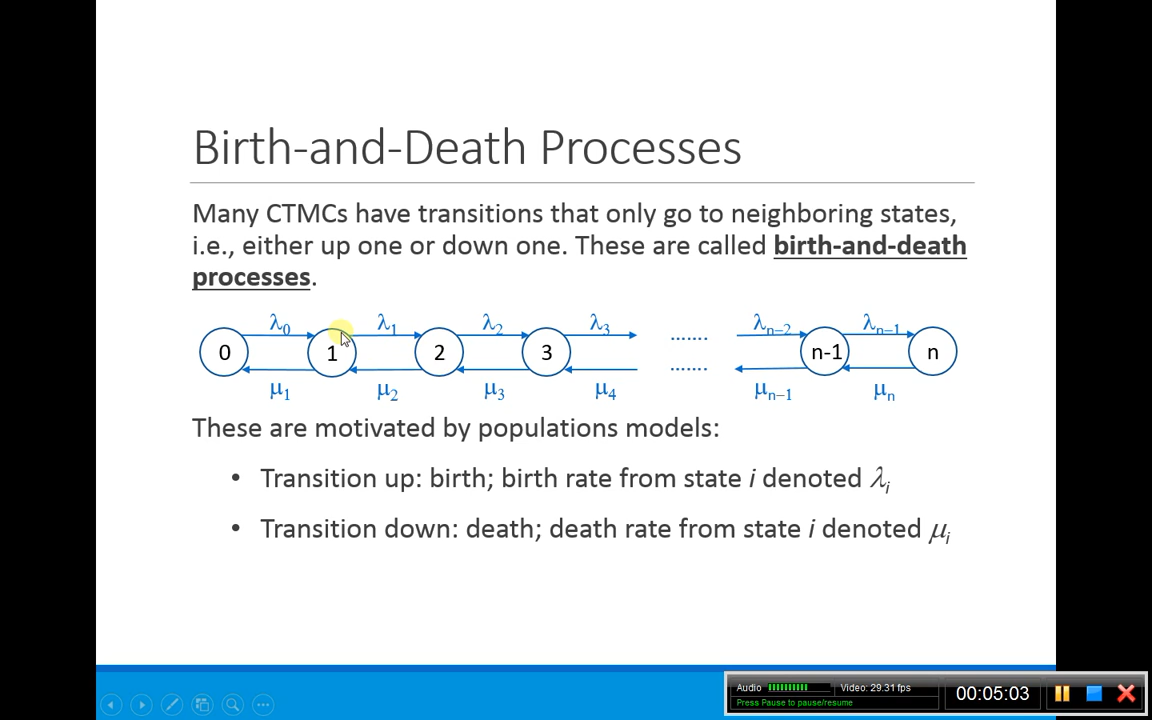 Birth-and-Death Processes
Many CTMCs have transitions that only go to neighboring states,
i.e., either up one or down one. These are called birth-and-death
processes.
λ0 λ1 λ2 λ3 ....... λn−2 λn−1
0 1 2 3 n-1 n
μ1 μ2 μ3 μ4 ....... μn−1 μn
These are motivated by populations models:
• Transition up: birth; birth rate from state i denoted λi
• Transition down: death; death rate from state i denoted μi
Audio Video: 29.31 fps
Press Pause to pause/resume
00:05:03